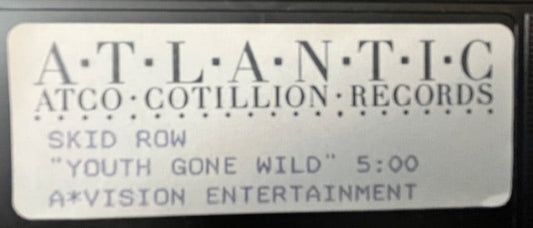 A·T·L·A·N·T·I·C
ATCO·COTILLION·RECORDS
SKID ROW
"YOUTH GONE WILD" 5:00
A*VISION ENTERTAINMENT